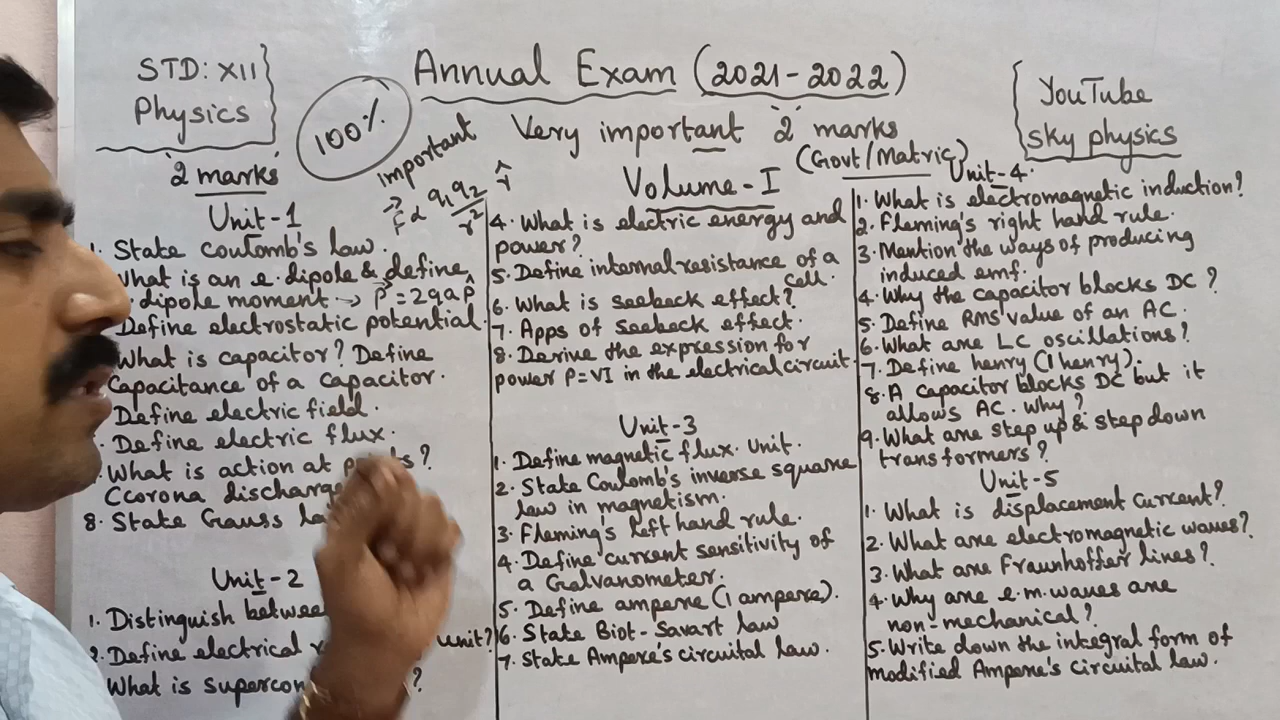 STD: XII
Physics
Annual Exam (2021-2022)
100%
important
Very important 2 marks
(Govt/Matric)
YouTube
sky physics
2 marks
Volume-I
F⃗ α q1q2/r² r̂
Unit-1
1. State Coulomb's law.
What is an e. dipole & define
dipole moment → P⃗ = 2qa p̂
Define electrostatic potential.
What is capacitor? Define
Capacitance of a Capacitor.
Define electric field.
Define electric flux.
What is action at
(Corona discharge
8. State Gauss
Unit-2
1. Distinguish between
2. Define electrical unit?
What is ?
4. What is electric energy and
power?
5. Define internal resistance of a
cell.
6. What is seebeck effect?
7. Apps of seebeck effect.
8. Derive the expression for
power P=VI in the electrical circuit.
Unit-3
1. Define magnetic flux. Unit.
2. State Coulomb's inverse square
law in magnetism.
3. Fleming's left hand rule.
4. Define current sensitivity of
a Galvanometer.
5. Define ampere (1 ampere).
6. State Biot-Savart law
7. State Ampere's circuital law.
Unit-4
1. What is electromagnetic induction?
2. Fleming's right hand rule.
3. Mention the ways of producing
induced emf.
4. Why the capacitor blocks DC?
5. Define RMS value of an AC.
6. What are LC oscillations?
7. Define henry (1 henry).
8. A capacitor blocks DC but it
allows AC. Why?
9. What are step up & step down
transformers?
Unit-5
1. What is displacement current?
2. What are electromagnetic waves?
3. What are Fraunhoffer lines?
4. Why are e.m. waves are
non-mechanical?
5. Write down the integral form of
modified Ampere's Circuital law.